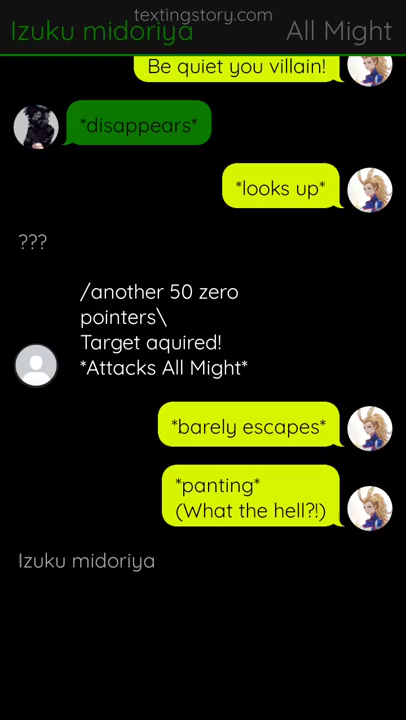 textingstory.com
Izuku midoriya
All Might
Be quiet you villain!
*disappears*
*looks up*
???
/another 50 zero
pointers\
Target aquired!
*Attacks All Might*
*barely escapes*
*panting*
(What the hell?!)
Izuku midoriya